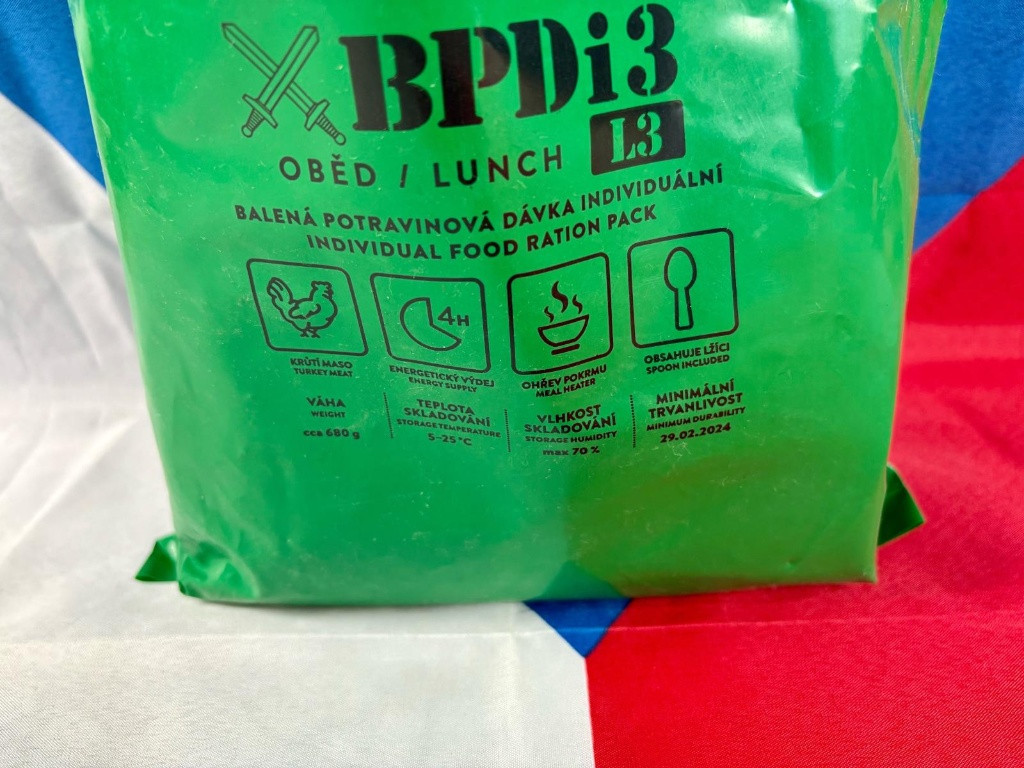 BPDi3
L3
OBĚD / LUNCH
BALENÁ POTRAVINOVÁ DÁVKA INDIVIDUÁLNÍ
INDIVIDUAL FOOD RATION PACK
4H
KRŮTÍ MASO
TURKEY MEAT
ENERGETICKÝ VÝDEJ
ENERGY SUPPLY
OHŘEV POKRMU
MEAL HEATER
OBSAHUJE LŽÍCI
SPOON INCLUDED
VÁHA
WEIGHT
cca 680 g
TEPLOTA
SKLADOVÁNÍ
STORAGE TEMPERATURE
5-25 °C
VLHKOST
SKLADOVÁNÍ
STORAGE HUMIDITY
max 70 %
MINIMÁLNÍ
TRVANLIVOST
MINIMUM DURABILITY
29.02.2024